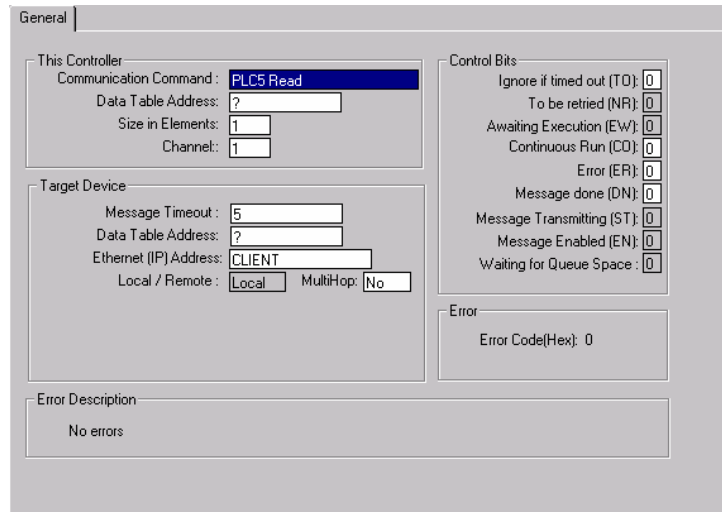 General
This Controller
Communication Command : PLC5 Read
Data Table Address: ?
Size in Elements: 1
Channel:: 1
Target Device
Message Timeout : 5
Data Table Address: ?
Ethernet (IP) Address: CLIENT
Local / Remote : Local MultiHop: No
Control Bits
Ignore if timed out (TO): 0
To be retried (NR): 0
Awaiting Execution (EW): 0
Continuous Run (CO): 0
Error (ER): 0
Message done (DN): 0
Message Transmitting (ST): 0
Message Enabled (EN): 0
Waiting for Queue Space : 0
Error
Error Code(Hex): 0
Error Description
No errors